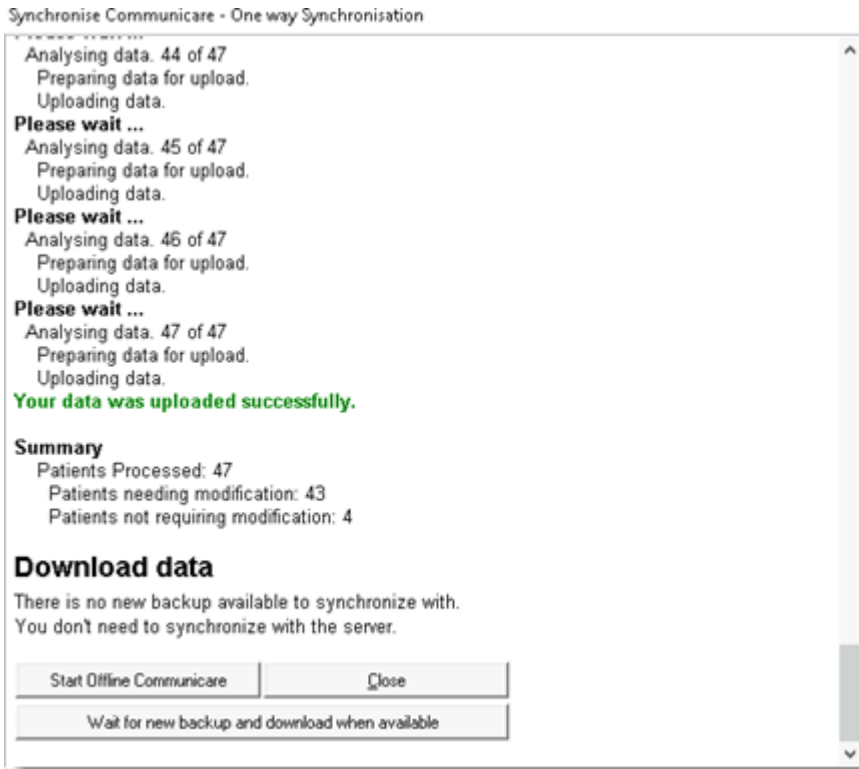 Synchronise Communicare - One way Synchronisation
Please wait ...
Analysing data. 44 of 47
Preparing data for upload.
Uploading data.
Please wait ...
Analysing data. 45 of 47
Preparing data for upload.
Uploading data.
Please wait ...
Analysing data. 46 of 47
Preparing data for upload.
Uploading data.
Please wait ...
Analysing data. 47 of 47
Preparing data for upload.
Uploading data.
Your data was uploaded successfully.
Summary
Patients Processed: 47
Patients needing modification: 43
Patients not requiring modification: 4
Download data
There is no new backup available to synchronize with.
You don't need to synchronize with the server.
Start Offline Communicare Close
Wait for new backup and download when available